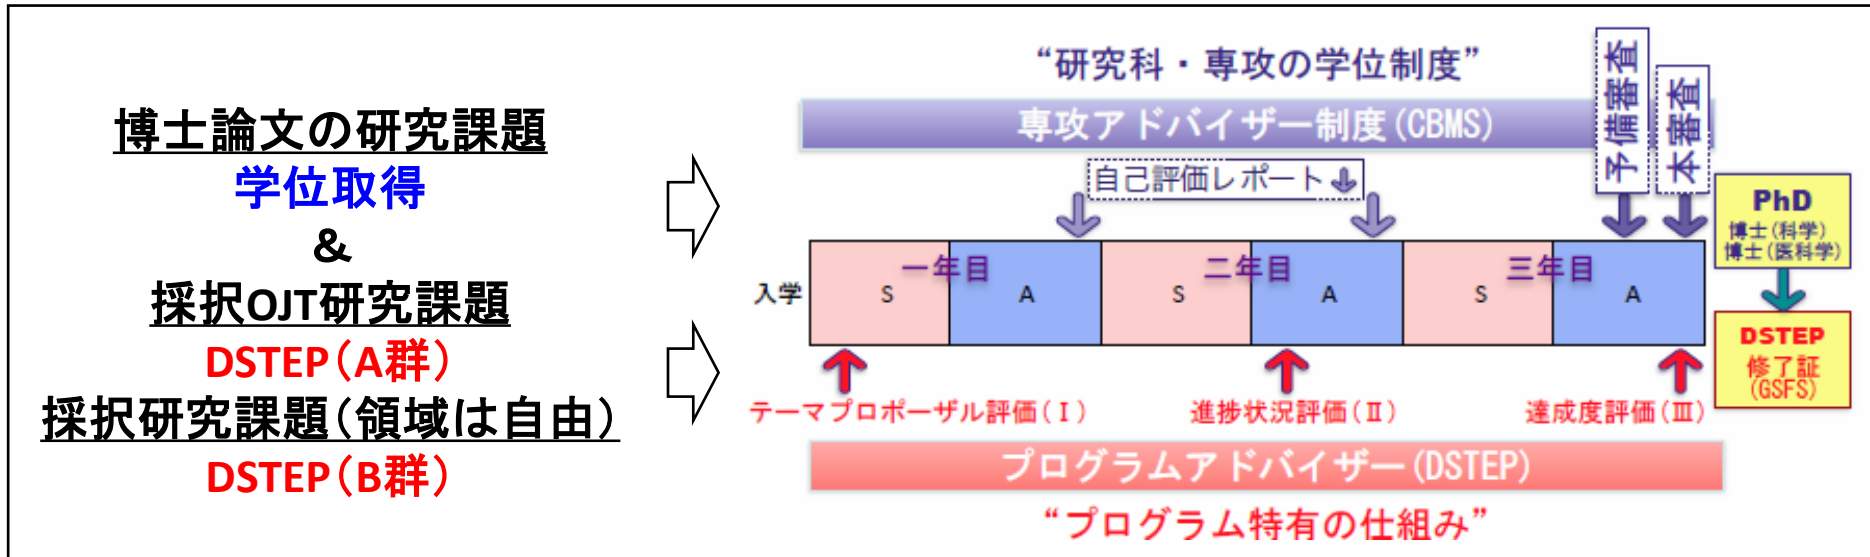 博士論文の研究課題
学位取得
&
採択OJT研究課題
DSTEP(A群)
採択研究課題(領域は自由)
DSTEP(B群)
“研究科・専攻の学位制度”
専攻アドバイザー制度(CBMS)
予備審査
本審査
自己評価レポート↓
一年目
二年目
三年目
入学
S
A
S
A
S
A
PhD
博士(科学)
博士(医科学)
DSTEP
修了証
(GSFS)
テーマプロポーザル評価(Ⅰ)
進捗状況評価(Ⅱ)
達成度評価(Ⅲ)
プログラムアドバイザー(DSTEP)
“プログラム特有の仕組み”